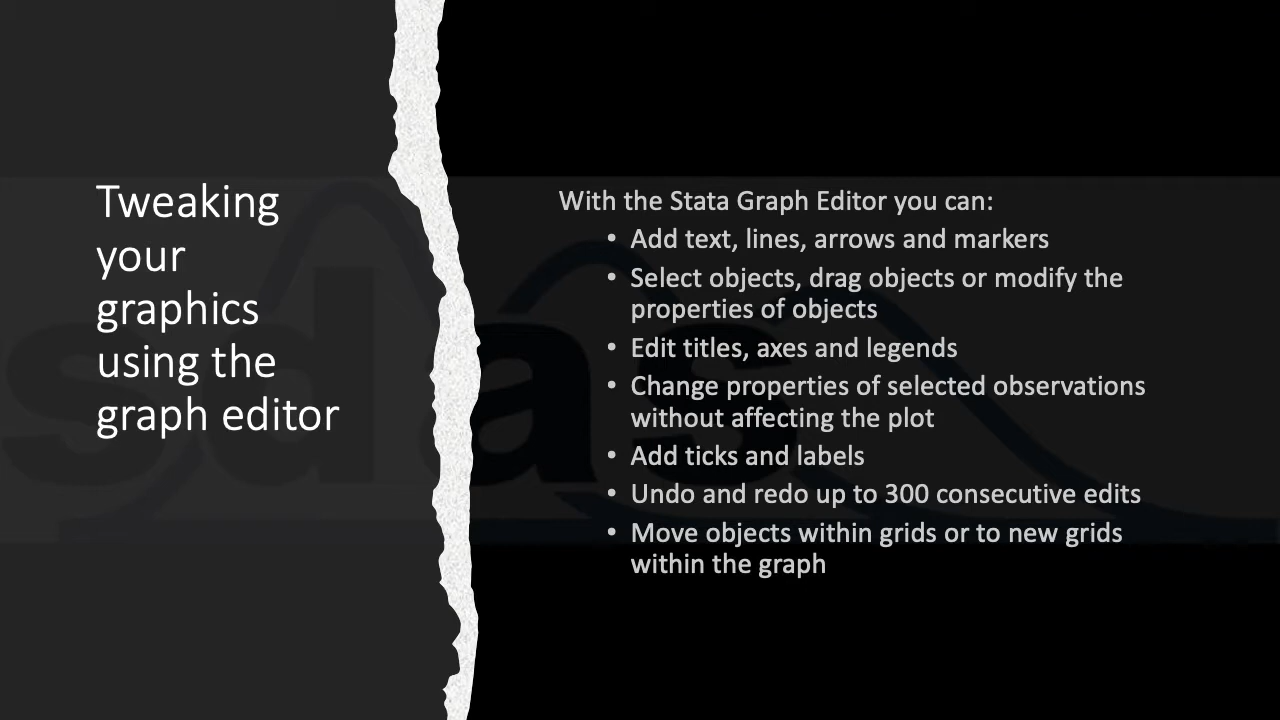 Tweaking
your
graphics
using the
graph editor
With the Stata Graph Editor you can:
• Add text, lines, arrows and markers
• Select objects, drag objects or modify the
properties of objects
• Edit titles, axes and legends
• Change properties of selected observations
without affecting the plot
• Add ticks and labels
• Undo and redo up to 300 consecutive edits
• Move objects within grids or to new grids
within the graph
sdas